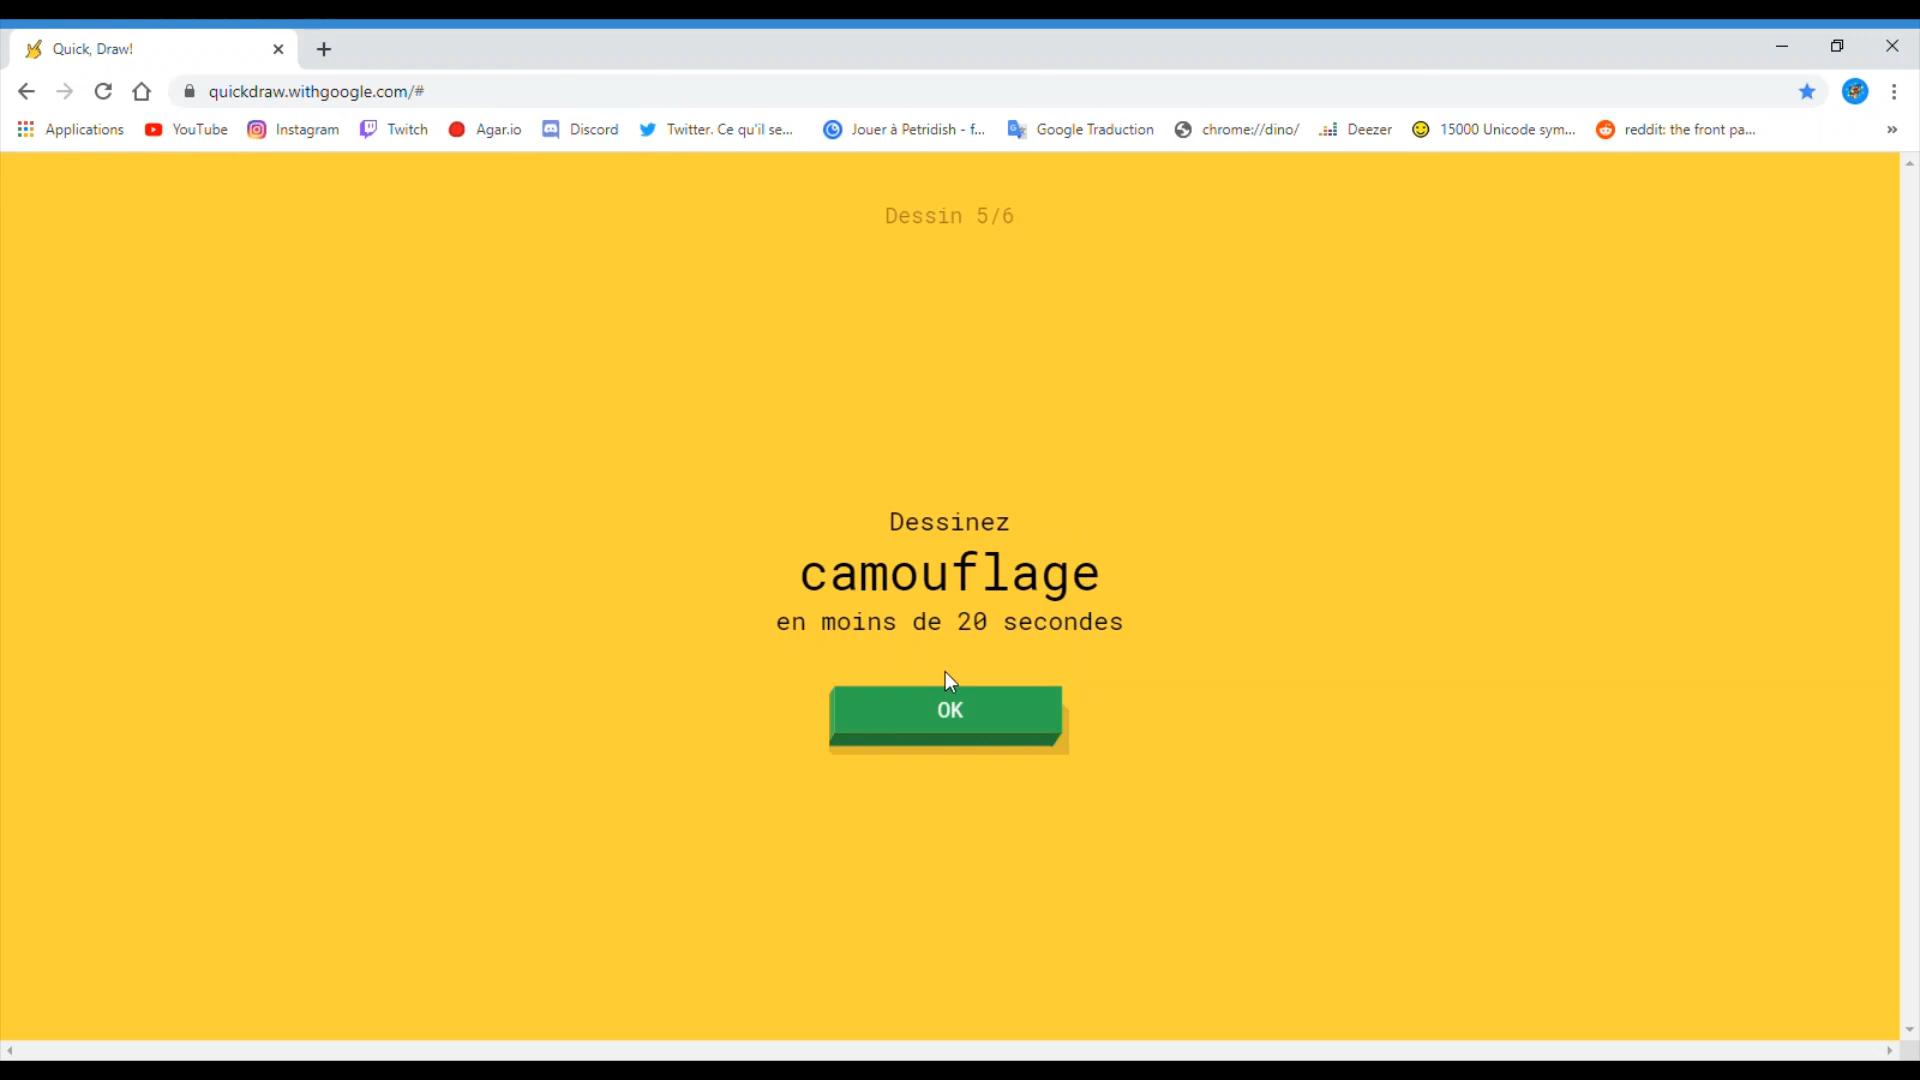 Quick, Draw!
quickdraw.withgoogle.com/#
Applications YouTube Instagram Twitch Agar.io Discord Twitter. Ce qu'il se... Jouer à Petridish - f... Google Traduction chrome://dino/ Deezer 15000 Unicode sym... reddit: the front pa... »
Dessin 5/6
Dessinez
camouflage
en moins de 20 secondes
OK